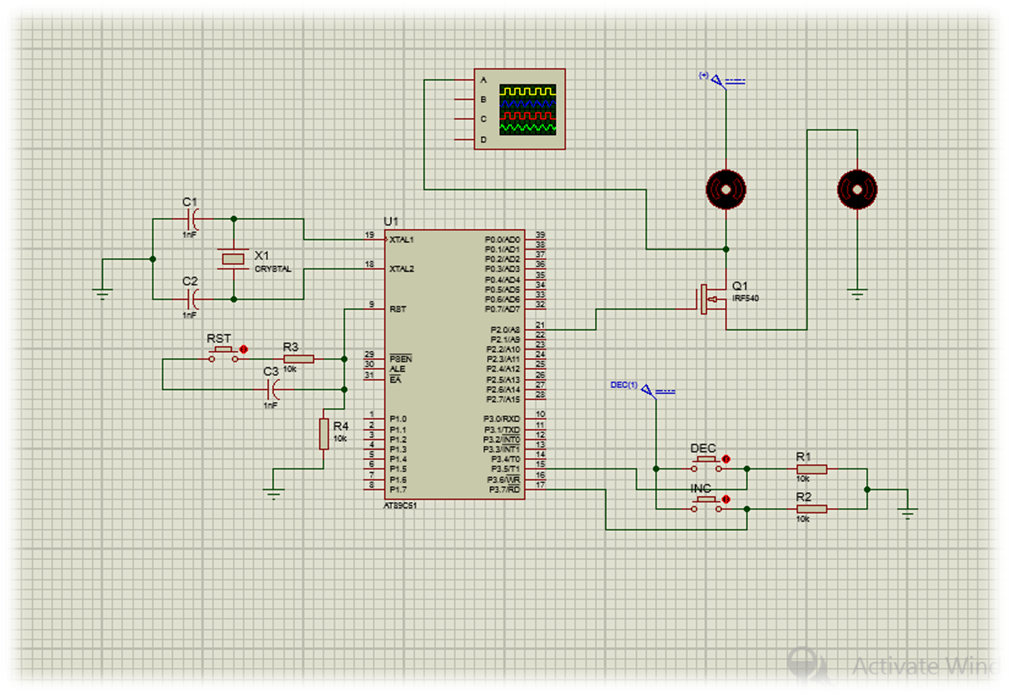 A
B
C
D
(+)
C1
1nF
X1
CRYSTAL
C2
1nF
RST
R3
10k
C3
1nF
R4
10k
U1
19 XTAL1
18 XTAL2
9 RST
29 PSEN
30 ALE
31 EA
1 P1.0
2 P1.1
3 P1.2
4 P1.3
5 P1.4
6 P1.5
7 P1.6
8 P1.7
P0.0/AD0 39
P0.1/AD1 38
P0.2/AD2 37
P0.3/AD3 36
P0.4/AD4 35
P0.5/AD5 34
P0.6/AD6 33
P0.7/AD7 32
P2.0/A8 21
P2.1/A9 22
P2.2/A10 23
P2.3/A11 24
P2.4/A12 25
P2.5/A13 26
P2.6/A14 27
P2.7/A15 28
P3.0/RXD 10
P3.1/TXD 11
P3.2/INT0 12
P3.3/INT1 13
P3.4/T0 14
P3.5/T1 15
P3.6/WR 16
P3.7/RD 17
AT89C51
Q1
IRF540
DEC(1)
DEC
INC
R1
10k
R2
10k
Activate Win